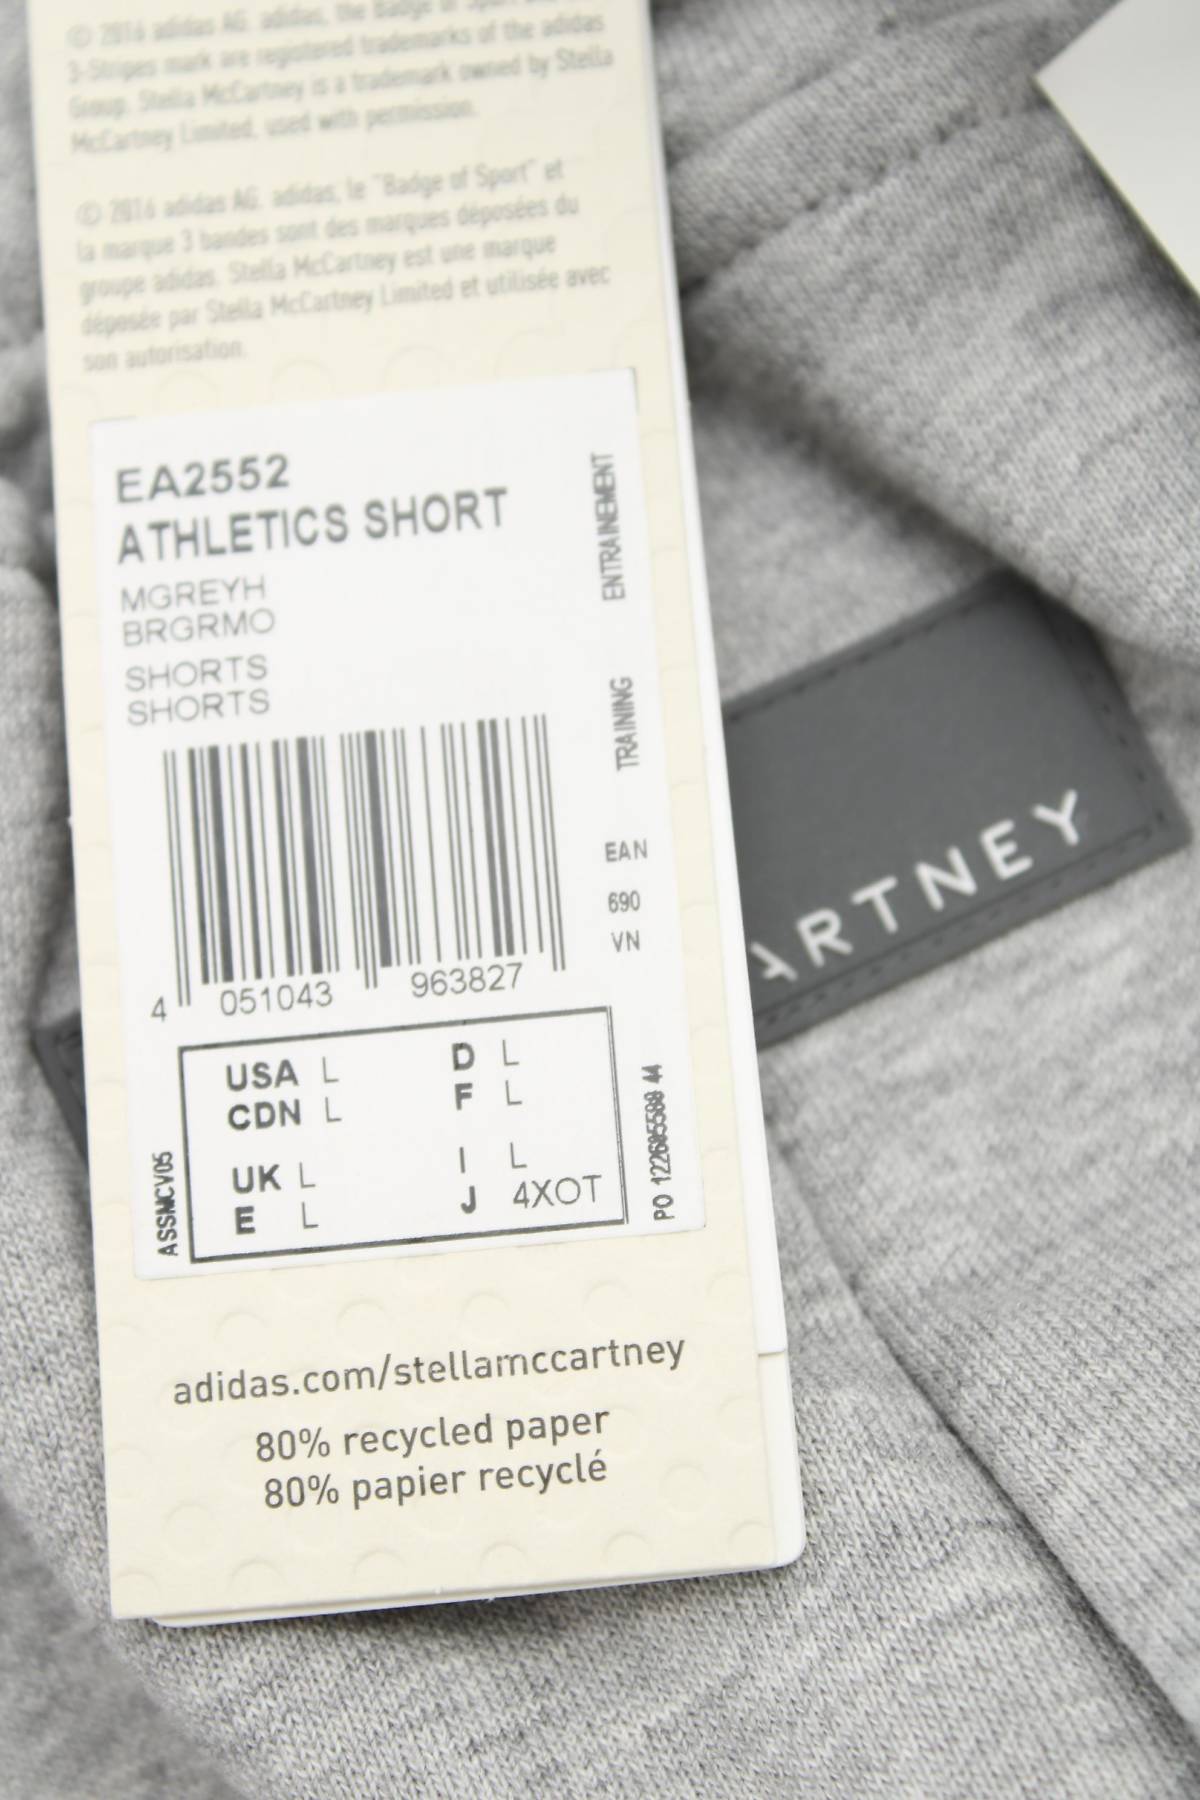 © 2016 adidas AG. adidas, the Badge of Sport
3-Stripes mark are registered trademarks of the adidas
Group. Stella McCartney is a trademark owned by Stella
McCartney Limited, used with permission.
© 2016 adidas AG. adidas, le "Badge of Sport" et
la marque 3 bandes sont des marques déposées du
groupe adidas. Stella McCartney est une marque
déposée par Stella McCartney Limited et utilisée avec
son autorisation.
EA2552
ATHLETICS SHORT
MGREYH
BRGRMO
SHORTS
SHORTS
ENTRAINEMENT
TRAINING
EAN
690
VN
4 051043 963827
USA L D L
CDN L F L
UK L I L
E L J 4XOT
ASSMCV05
PO 44
adidas.com/stellamccartney
80% recycled paper
80% papier recyclé
ARTNEY